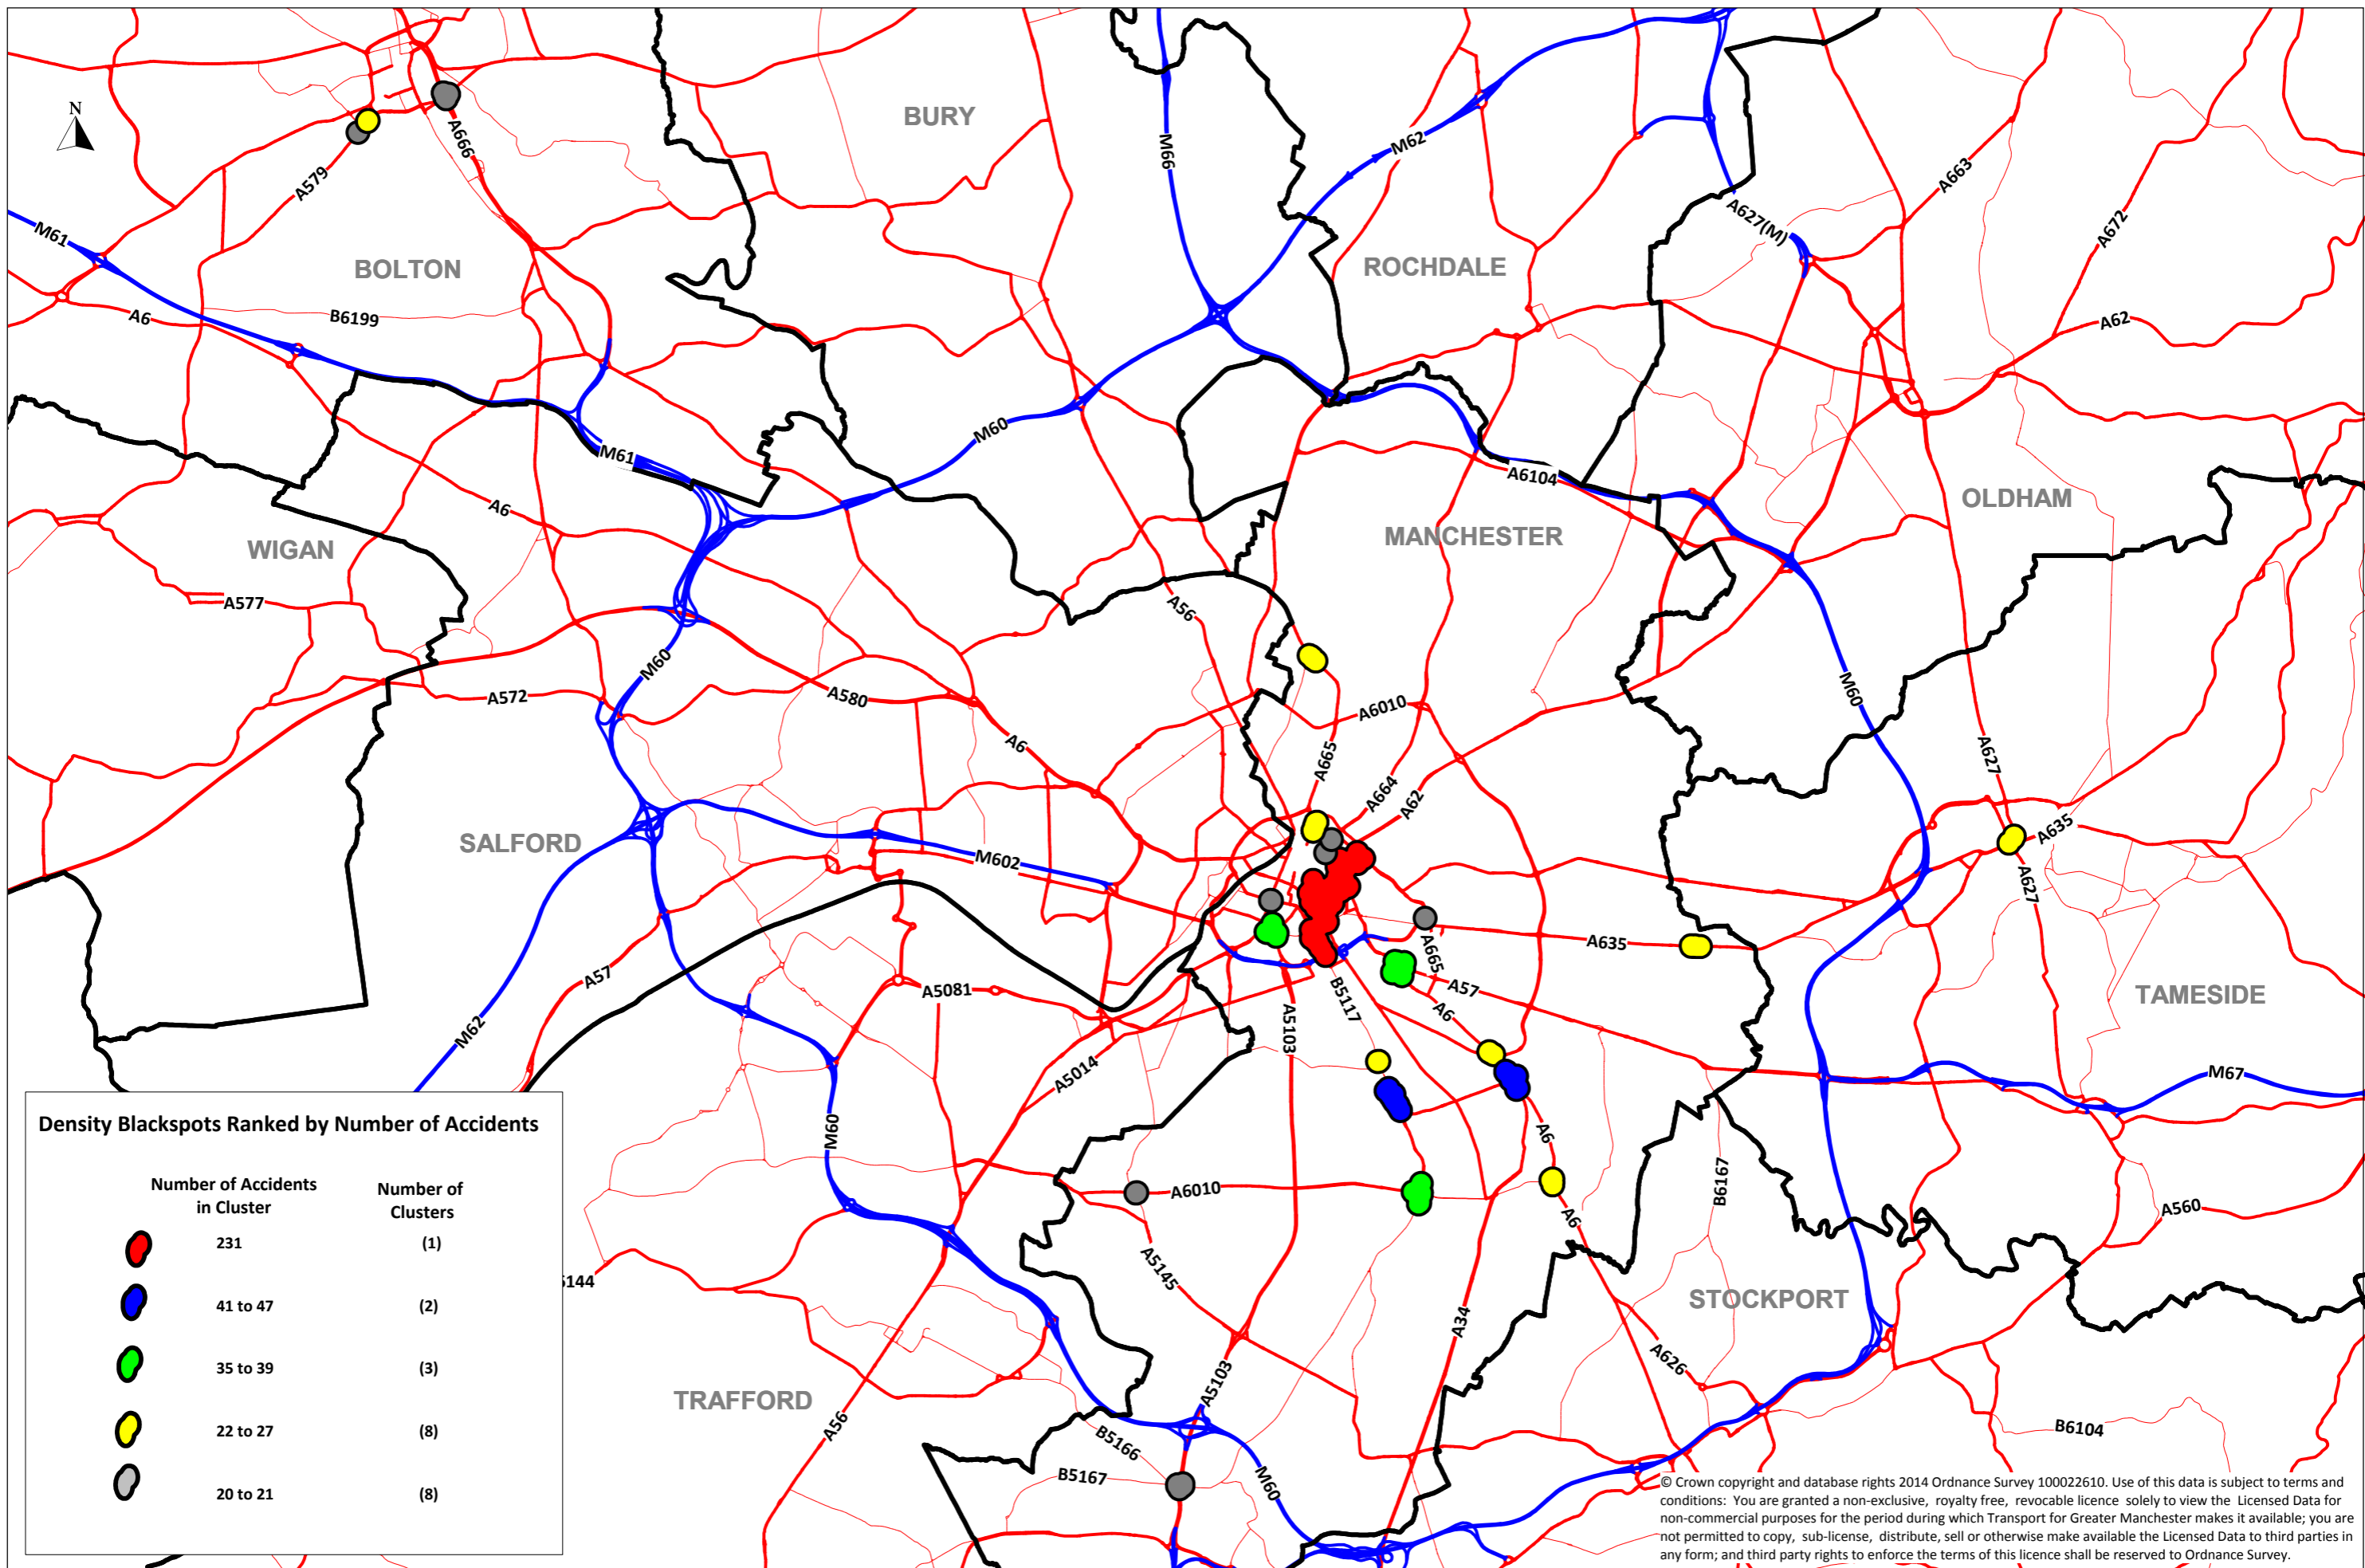 N
BURY
A666
M66
M62
A663
A579
A627(M)
A672
M61
BOLTON
ROCHDALE
A6
B6199
A62
M60
M61
A6104
A6
OLDHAM
MANCHESTER
WIGAN
A577
A56
M60
A580
A572
M60
A6010
A6
A665
A627
A664
A62
SALFORD
A635
M602
A627
A635
A665
A57
A5081
A57
TAMESIDE
B5117
A6
A5103
M62
A5014
M67
M60
A6
B6167
A6010
A6
A560
A5145
5144
STOCKPORT
A34
A626
A5103
TRAFFORD
A56
B5166
B6104
B5167
M60
Density Blackspots Ranked by Number of Accidents
Number of Accidents
in Cluster
Number of
Clusters
231 (1)
41 to 47 (2)
35 to 39 (3)
22 to 27 (8)
20 to 21 (8)
© Crown copyright and database rights 2014 Ordnance Survey 100022610. Use of this data is subject to terms and
conditions: You are granted a non-exclusive, royalty free, revocable licence solely to view the Licensed Data for
non-commercial purposes for the period during which Transport for Greater Manchester makes it available; you are
not permitted to copy, sub-license, distribute, sell or otherwise make available the Licensed Data to third parties in
any form; and third party rights to enforce the terms of this licence shall be reserved to Ordnance Survey.